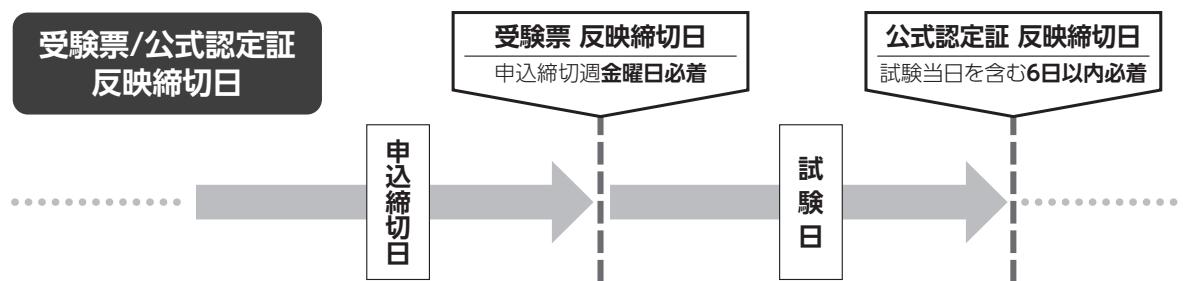 受験票/公式認定証
反映締切日
受験票 反映締切日
申込締切週金曜日必着
公式認定証 反映締切日
試験当日を含む6日以内必着
申込締切日
試験日